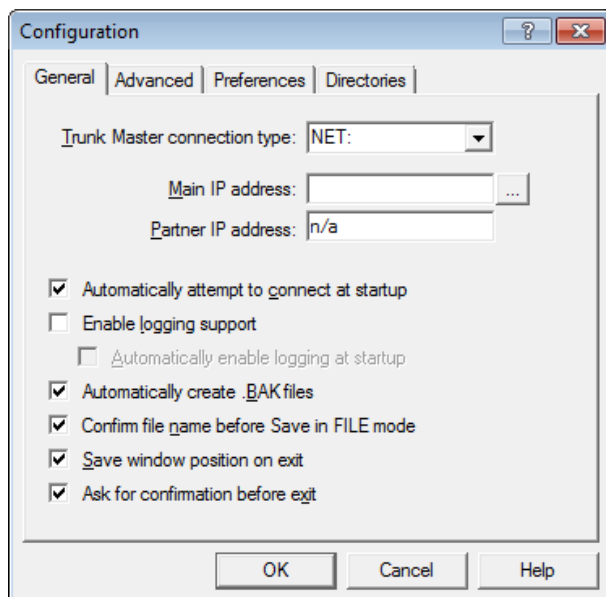 Configuration
General Advanced Preferences Directories
Trunk Master connection type: NET:
Main IP address: ...
Partner IP address: n/a
Automatically attempt to connect at startup
Enable logging support
Automatically enable logging at startup
Automatically create .BAK files
Confirm file name before Save in FILE mode
Save window position on exit
Ask for confirmation before exit
OK Cancel Help